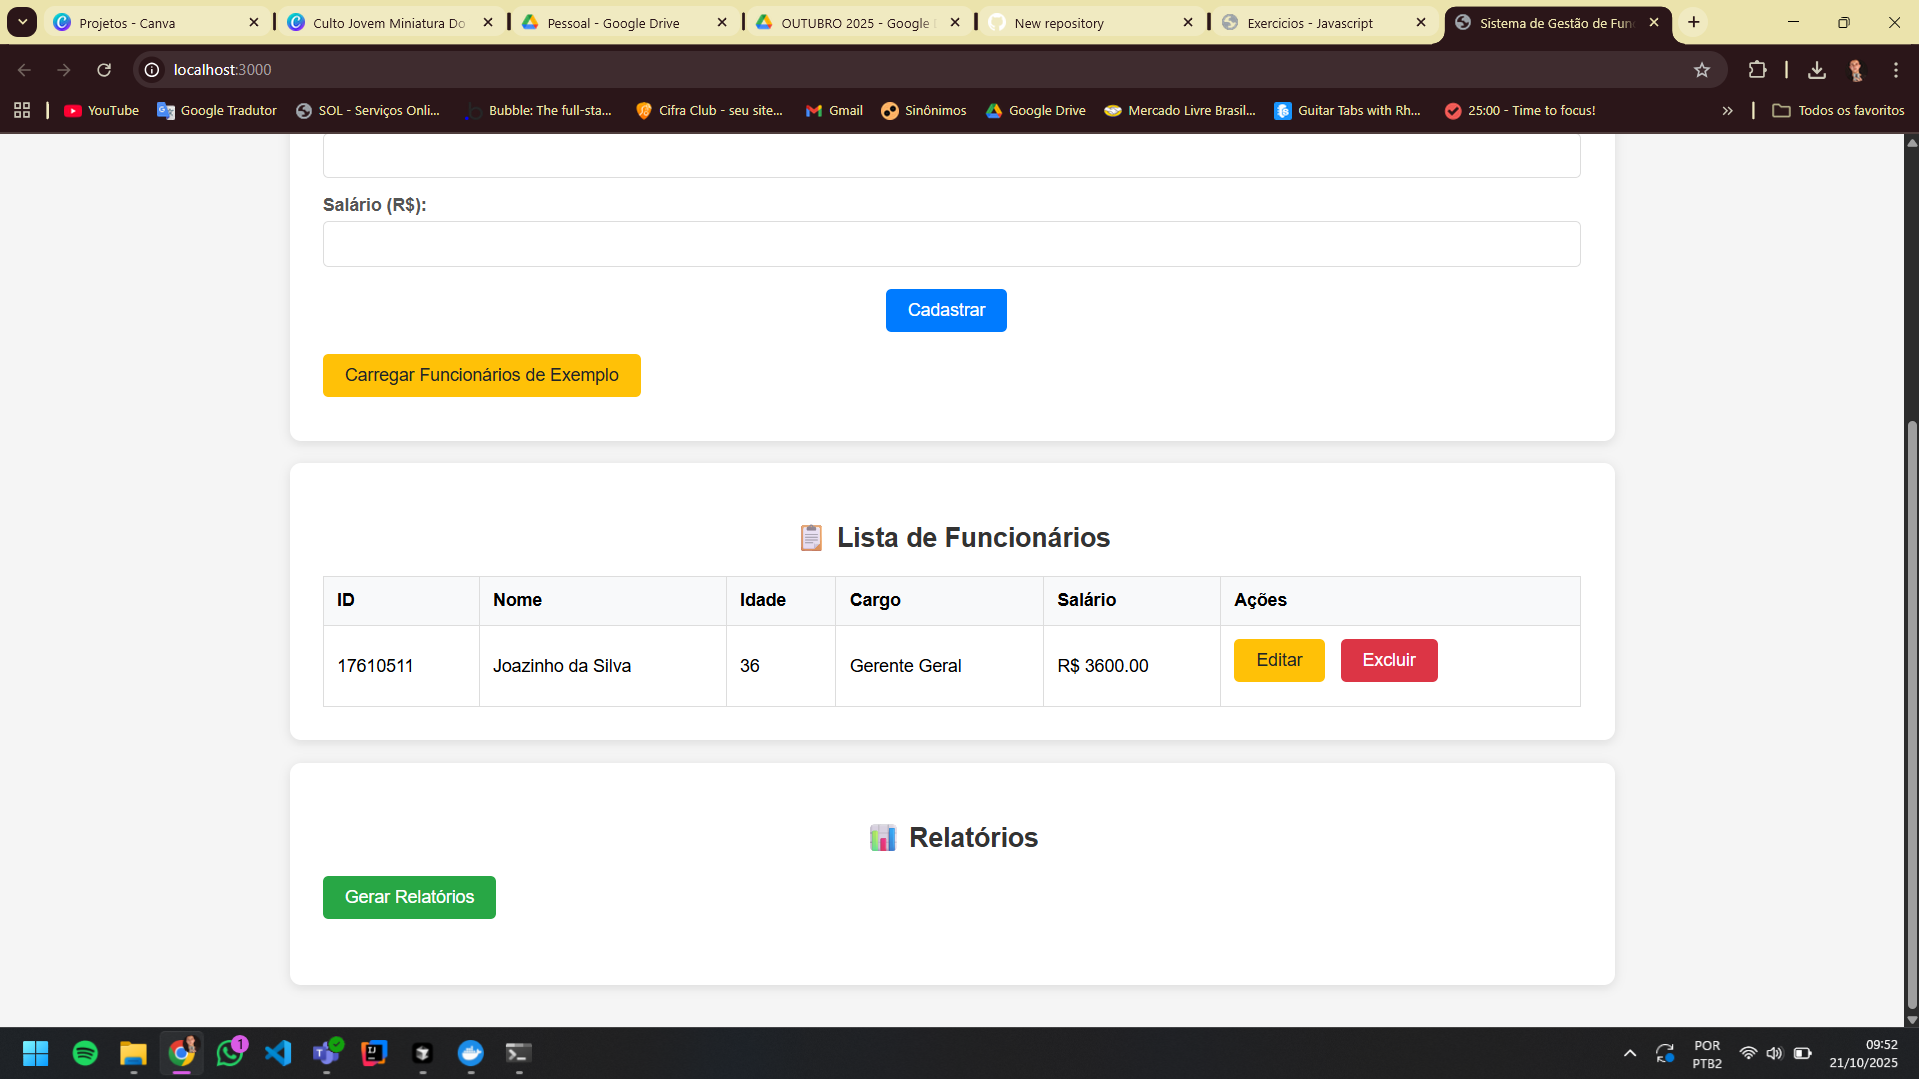 Projetos - Canva
Culto Jovem Miniatura Do
Pessoal - Google Drive
OUTUBRO 2025 - Google
New repository
Exercicios - Javascript
Sistema de Gestão de Fun
localhost:3000
YouTube
Google Tradutor
SOL - Serviços Onli...
Bubble: The full-sta...
Cifra Club - seu site...
Gmail
Sinônimos
Google Drive
Mercado Livre Brasil...
Guitar Tabs with Rh...
25:00 - Time to focus!
Todos os favoritos
Salário (R$):
Cadastrar
Carregar Funcionários de Exemplo
Lista de Funcionários
ID Nome Idade Cargo Salário Ações
17610511 Joazinho da Silva 36 Gerente Geral R$ 3600.00 Editar Excluir
Relatórios
Gerar Relatórios
1
POR
PTB2
09:52
21/10/2025